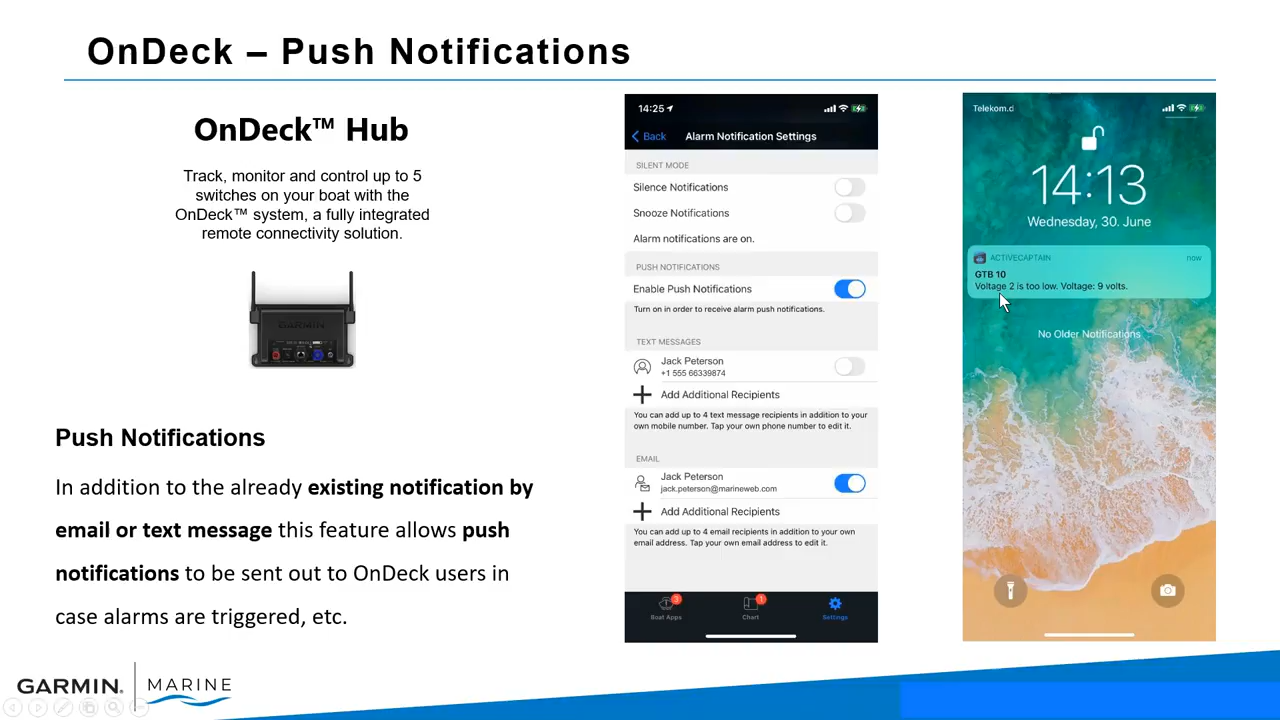 OnDeck – Push Notifications
OnDeck™ Hub
Track, monitor and control up to 5
switches on your boat with the
OnDeck™ system, a fully integrated
remote connectivity solution.
GARMIN
Push Notifications
In addition to the already existing notification by
email or text message this feature allows push
notifications to be sent out to OnDeck users in
case alarms are triggered, etc.
14:25
Back
Alarm Notification Settings
SILENT MODE
Silence Notifications
Snooze Notifications
Alarm notifications are on.
PUSH NOTIFICATIONS
Enable Push Notifications
Turn on in order to receive alarm push notifications.
TEXT MESSAGES
Jack Peterson
+1 555 66339874
Add Additional Recipients
You can add up to 4 text message recipients in addition to your
own mobile number. Tap your own phone number to edit it.
EMAIL
Jack Peterson
jack.peterson@marineweb.com
Add Additional Recipients
You can add up to 4 email recipients in addition to your own
email address. Tap your own email address to edit it.
3
Boat Apps
1
Chart
Settings
Telekom.d
14:13
Wednesday, 30. June
ACTIVECAPTAIN
now
GTB 10
Voltage 2 is too low. Voltage: 9 volts.
No Older Notifications
GARMIN.
MARINE